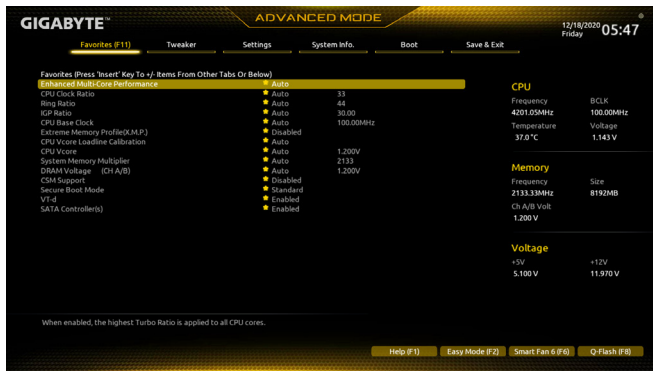 GIGABYTE™
ADVANCED MODE
12/18/2020
Friday
05:47
Favorites (F11) Tweaker Settings System Info. Boot Save & Exit
Favorites (Press 'Insert' Key To +/- Items From Other Tabs Or Below)
Enhanced Multi-Core Performance Auto
CPU Clock Ratio Auto 33
Ring Ratio Auto 44
IGP Ratio Auto 30.00
CPU Base Clock Auto 100.00MHz
Extreme Memory Profile(X.M.P.) Disabled
CPU Vcore Loadline Calibration Auto
CPU Vcore Auto 1.200V
System Memory Multiplier Auto 2133
DRAM Voltage (CH A/B) Auto 1.200V
CSM Support Disabled
Secure Boot Mode Standard
VT-d Enabled
SATA Controller(s) Enabled
CPU
Frequency BCLK
4201.05MHz 100.00MHz
Temperature Voltage
37.0 °C 1.143 V
Memory
Frequency Size
2133.33MHz 8192MB
Ch A/B Volt
1.200 V
Voltage
+5V +12V
5.100 V 11.970 V
When enabled, the highest Turbo Ratio is applied to all CPU cores.
Help (F1) Easy Mode (F2) Smart Fan 6 (F6) Q-Flash (F8)